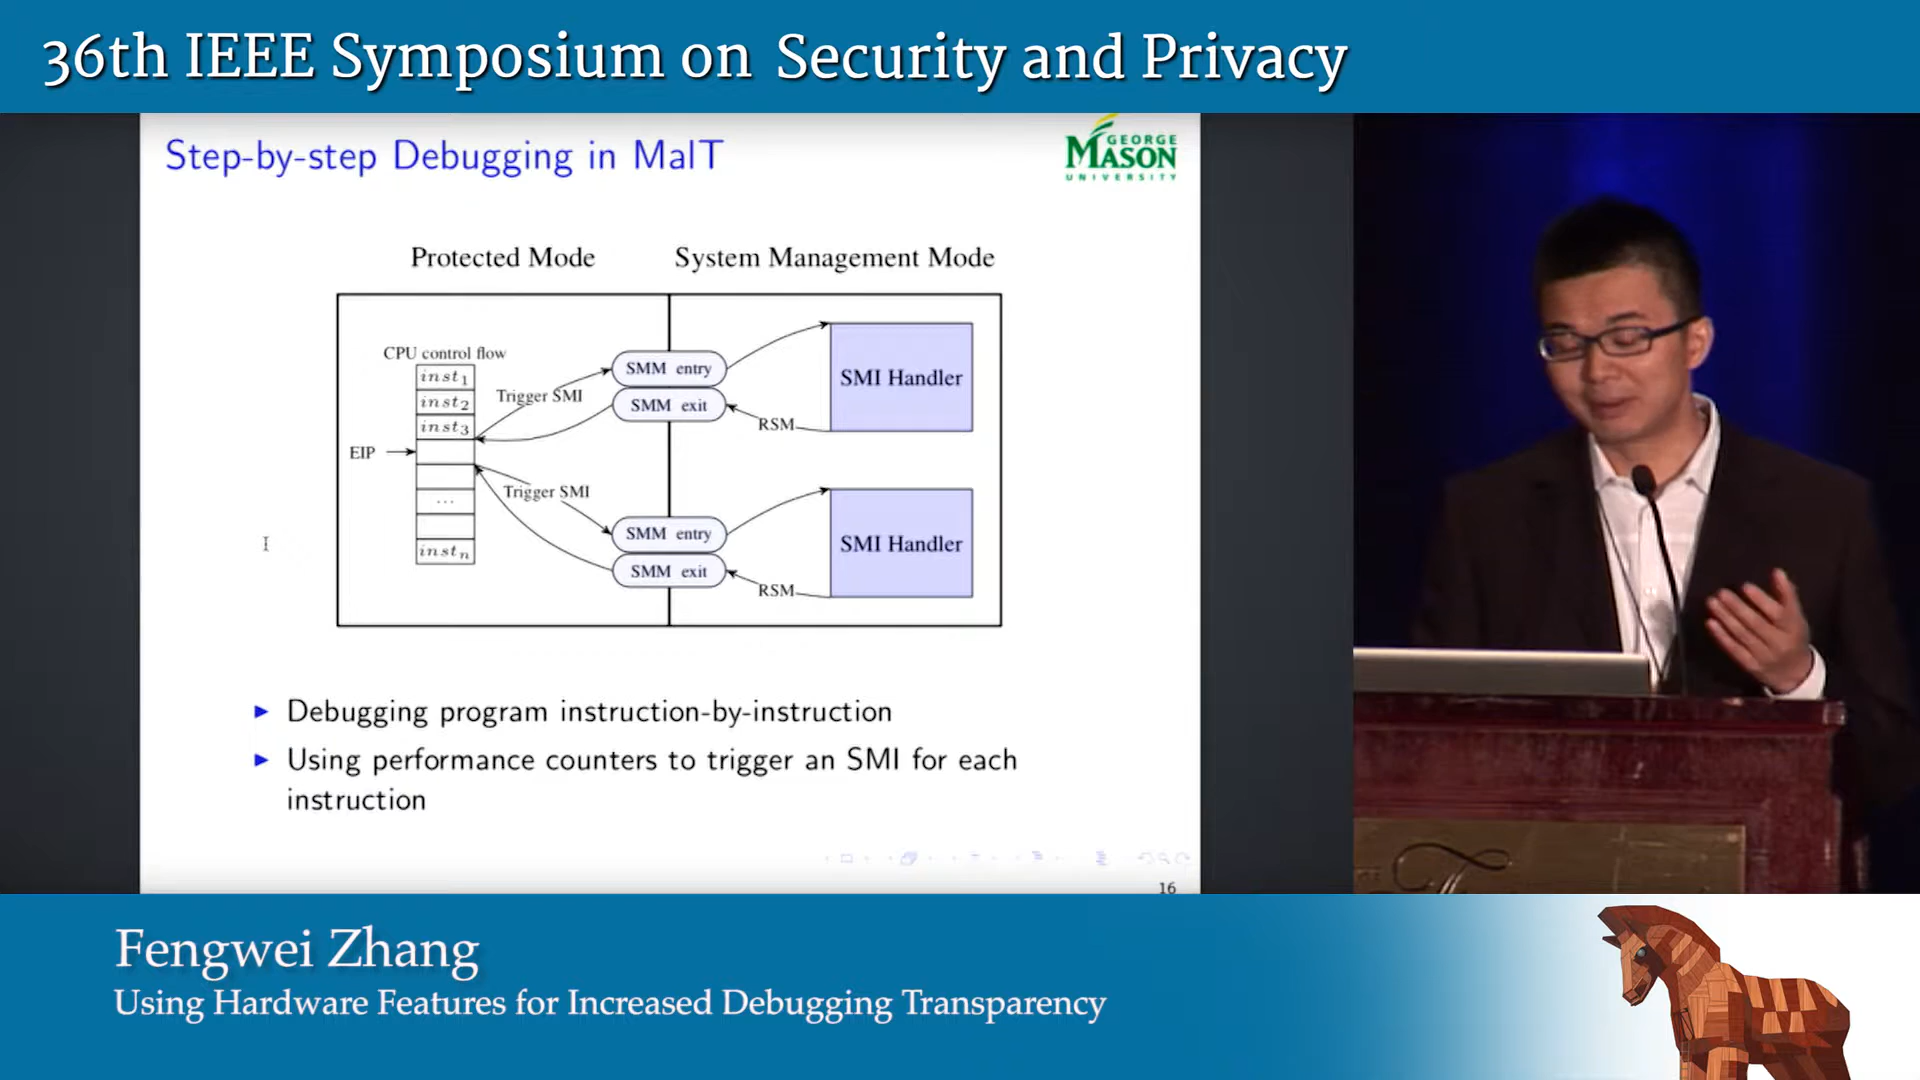 36th IEEE Symposium on Security and Privacy
Step-by-step Debugging in MalT
GEORGE
MASON
UNIVERSITY
Protected Mode
System Management Mode
CPU control flow
inst1
inst2
inst3
EIP
...
instn
Trigger SMI
SMM entry
SMM exit
RSM
SMI Handler
Trigger SMI
SMM entry
SMM exit
RSM
SMI Handler
Debugging program instruction-by-instruction
Using performance counters to trigger an SMI for each
instruction
16
Fengwei Zhang
Using Hardware Features for Increased Debugging Transparency